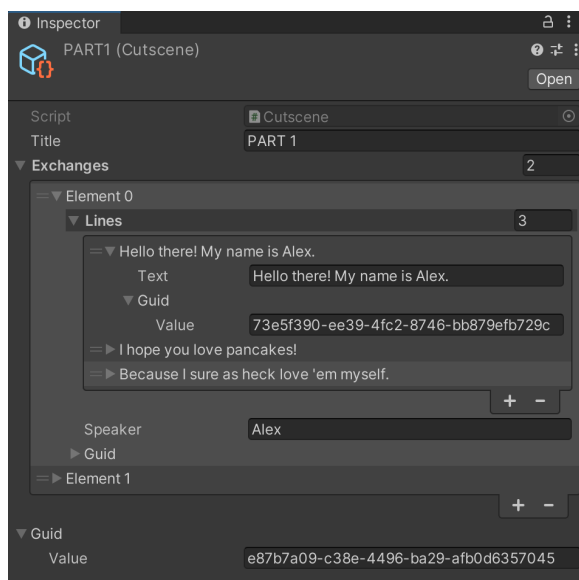 Inspector
PART1 (Cutscene)
Open
Script Cutscene
Title PART 1
Exchanges 2
Element 0
Lines 3
Hello there! My name is Alex.
Text Hello there! My name is Alex.
Guid
Value 73e5f390-ee39-4fc2-8746-bb879efb729c
I hope you love pancakes!
Because I sure as heck love 'em myself.
+ -
Speaker Alex
Guid
Element 1
+ -
Guid
Value e87b7a09-c38e-4496-ba29-afb0d6357045